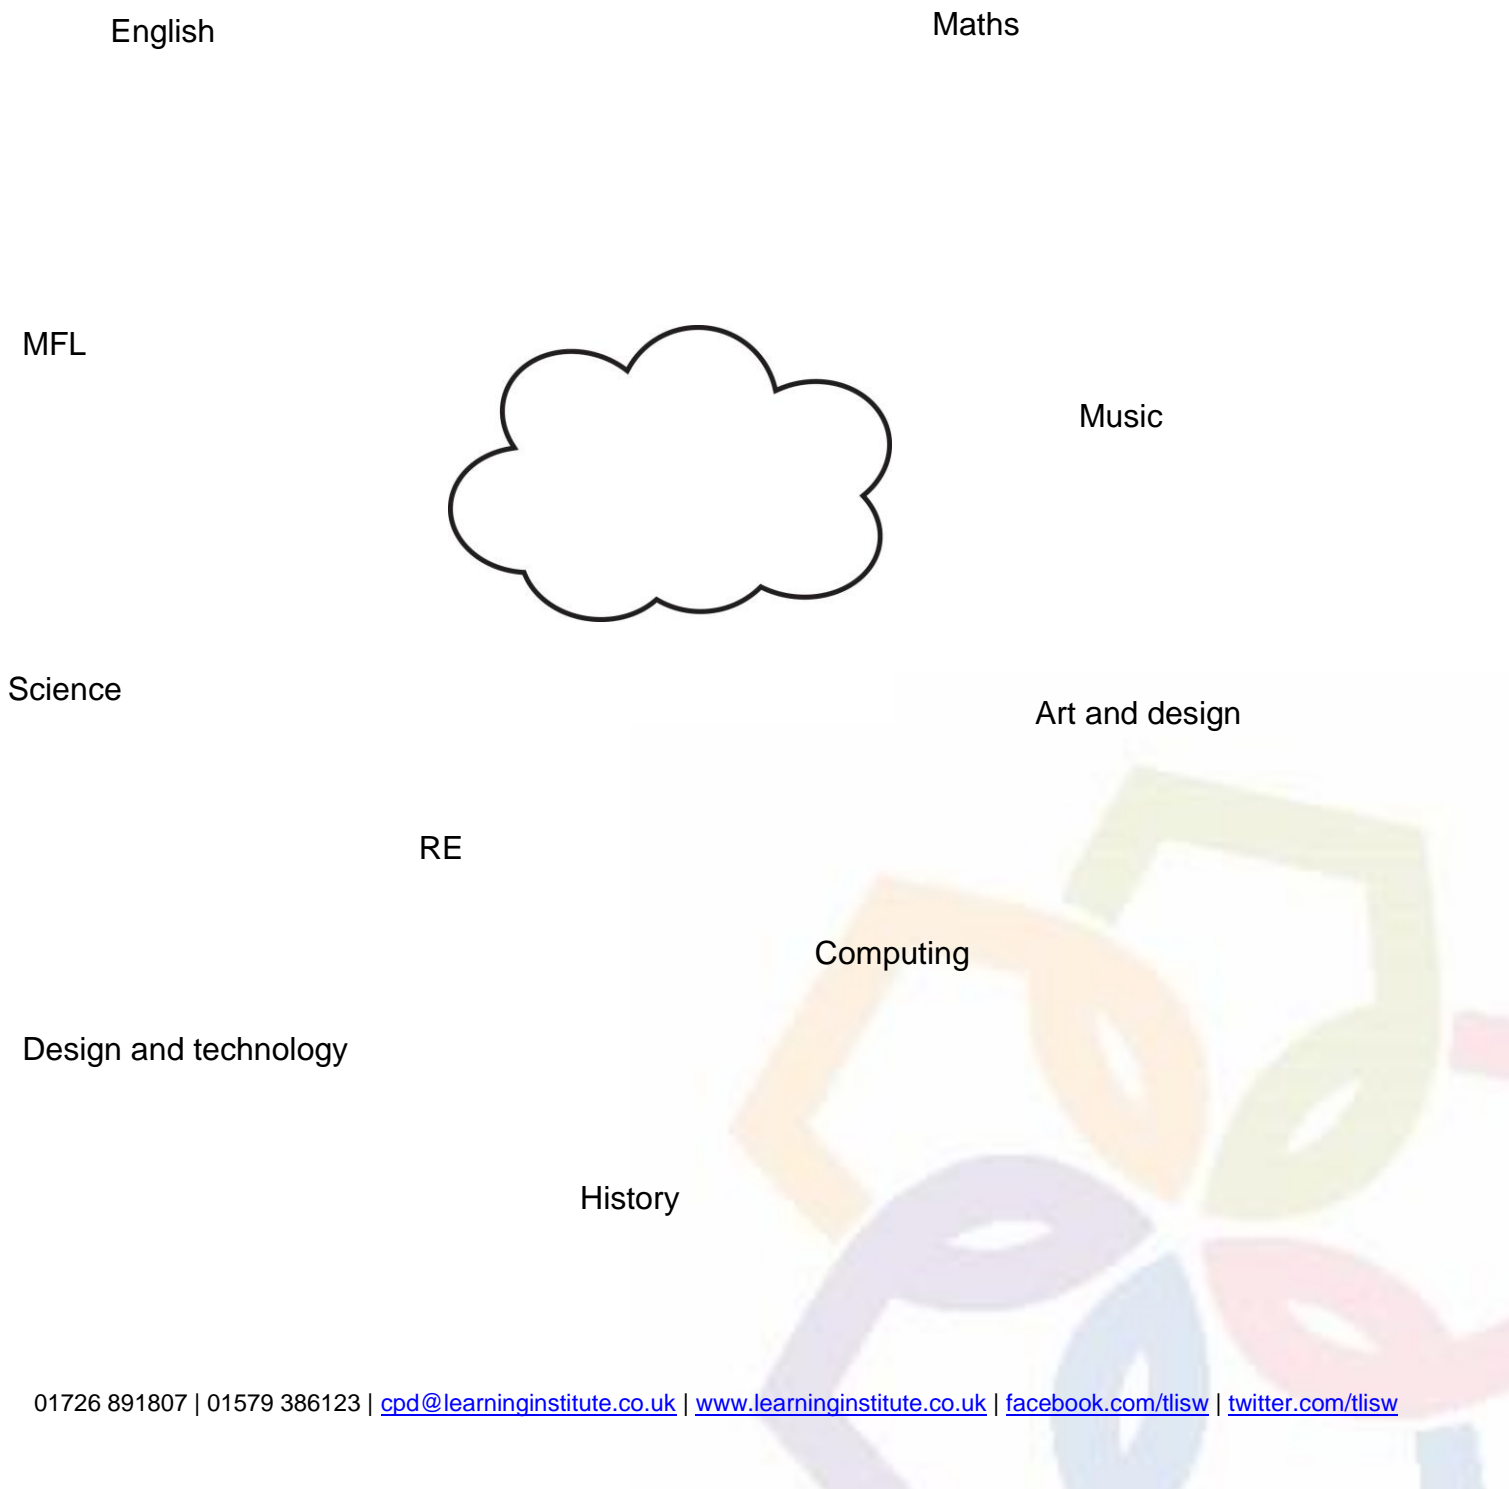 English
Maths
MFL
Music
Science
Art and design
RE
Computing
Design and technology
History
01726 891807 | 01579 386123 | cpd@learninginstitute.co.uk | www.learninginstitute.co.uk | facebook.com/tlisw | twitter.com/tlisw